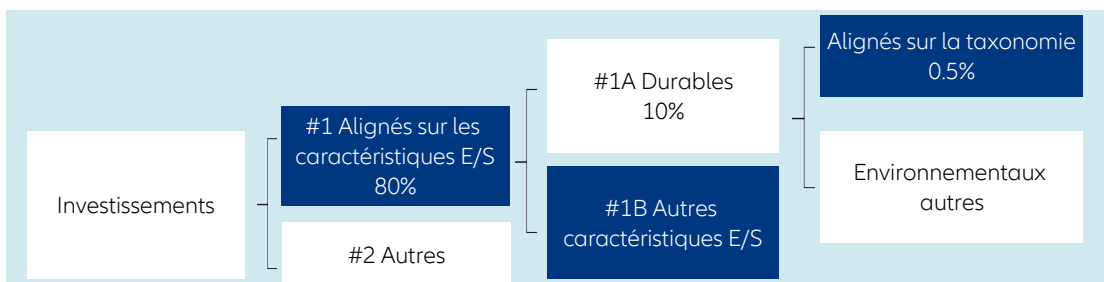 Investissements
#1 Alignés sur les
caractéristiques E/S
80%
#2 Autres
#1A Durables
10%
#1B Autres
caractéristiques E/S
Alignés sur la taxonomie
0.5%
Environnementaux
autres